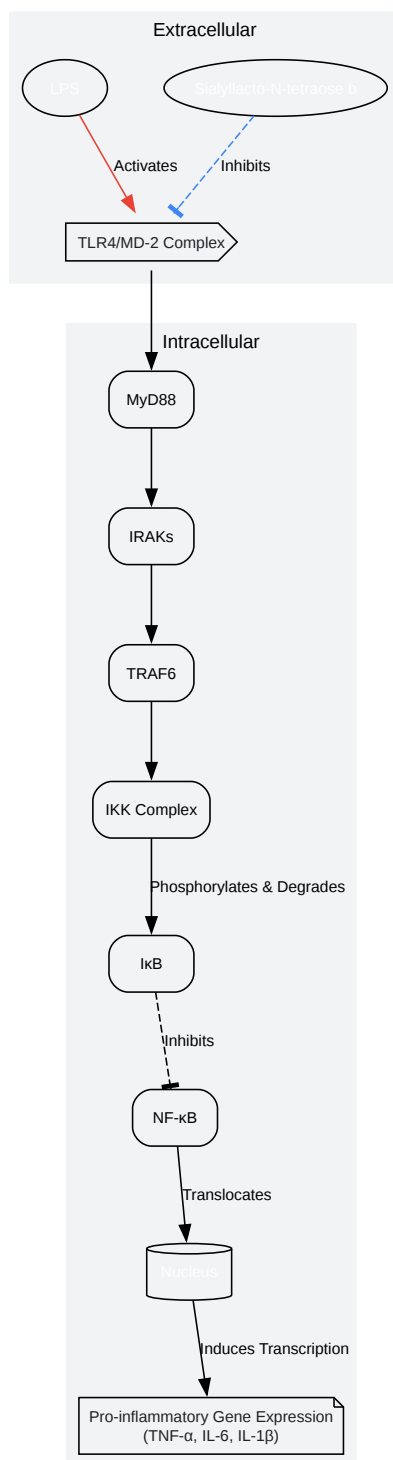 Extracellular
LPS
Sialyllacto-N-tetraose b
Activates
Inhibits
TLR4/MD-2 Complex
Intracellular
MyD88
IRAKs
TRAF6
IKK Complex
Phosphorylates & Degrades
IκB
Inhibits
NF-κB
Translocates
Nucleus
Induces Transcription
Pro-inflammatory Gene Expression
(TNF-α, IL-6, IL-1β)